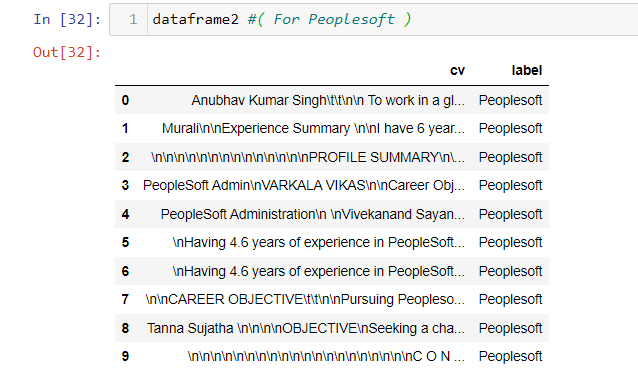 In [32]: 1 dataframe2 #( For Peoplesoft )
Out[32]:
cv label
0 Anubhav Kumar Singh\t\t\n\n To work in a gl... Peoplesoft
1 Murali\n\nExperience Summary \n\nI have 6 year... Peoplesoft
2 \n\n\n\n\n\n\n\n\n\n\n\n\n\nPROFILE SUMMARY\n\... Peoplesoft
3 PeopleSoft Admin\nVARKALA VIKAS\n\nCareer Obj... Peoplesoft
4 PeopleSoft Administration\n \nVivekanand Sayan... Peoplesoft
5 \nHaving 4.6 years of experience in PeopleSoft... Peoplesoft
6 \nHaving 4.6 years of experience in PeopleSoft... Peoplesoft
7 \n\nCAREER OBJECTIVE\t\t\n\nPursuing Peopleso... Peoplesoft
8 Tanna Sujatha \n\n\n\nOBJECTIVE\nSeeking a cha... Peoplesoft
9 \n\n\n\n\n\n\n\n\n\n\n\n\n\n\n\n\n\n\nC O N ... Peoplesoft